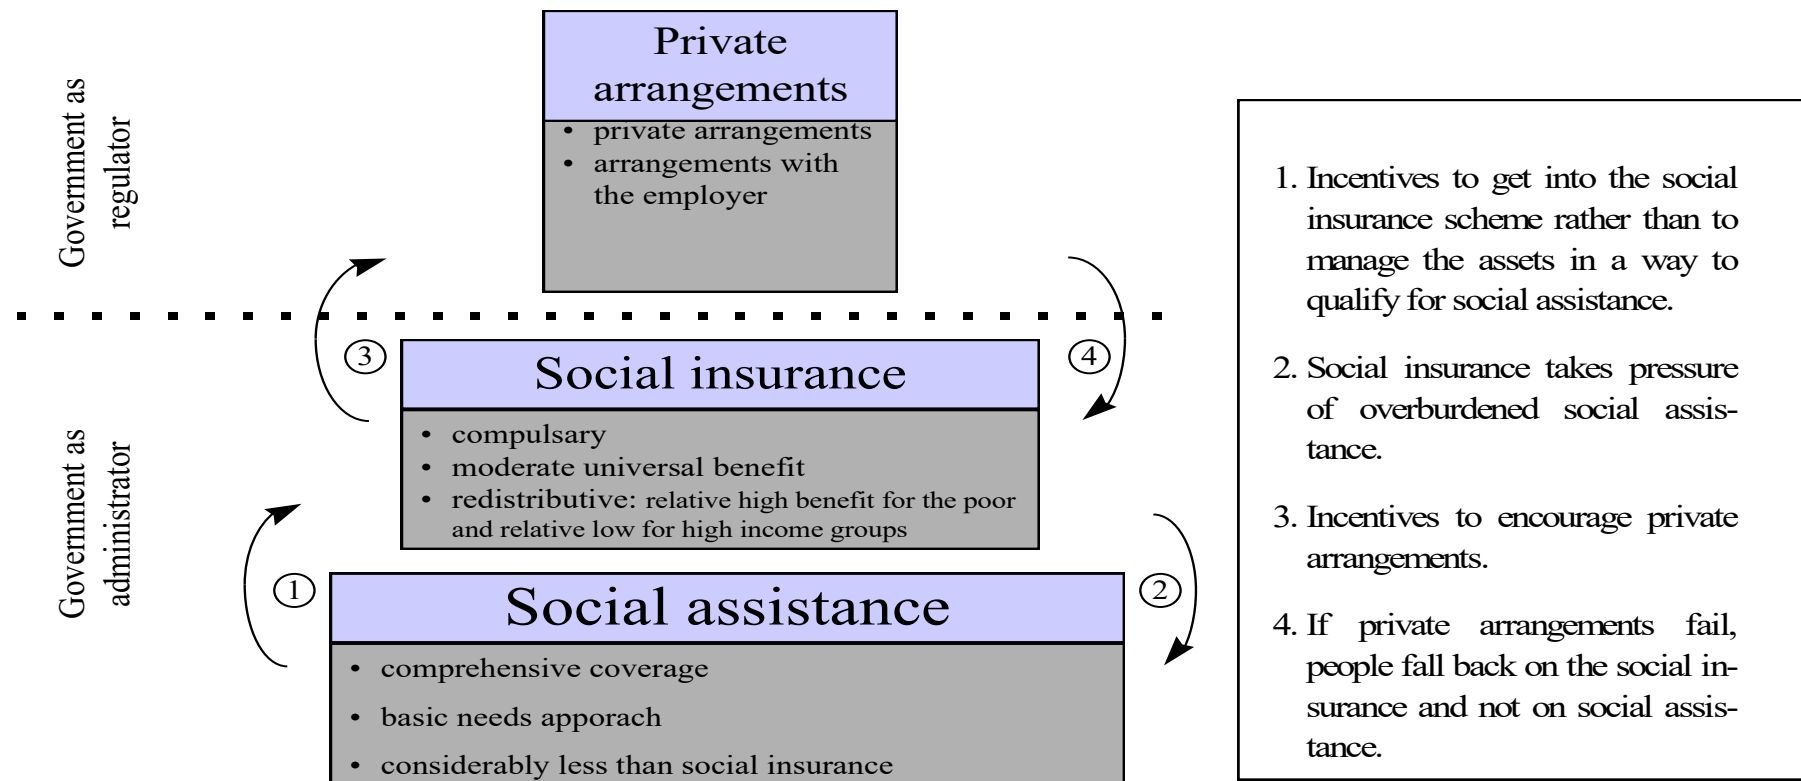 Government as
regulator
Private
arrangements
• private arrangements
• arrangements with
the employer
3
4
Government as
administrator
Social insurance
• compulsary
• moderate universal benefit
• redistributive: relative high benefit for the poor
and relative low for high income groups
1
2
Social assistance
• comprehensive coverage
• basic needs apporach
• considerably less than social insurance
1. Incentives to get into the social
insurance scheme rather than to
manage the assets in a way to
qualify for social assistance.
2. Social insurance takes pressure
of overburdened social assis-
tance.
3. Incentives to encourage private
arrangements.
4. If private arrangements fail,
people fall back on the social in-
surance and not on social assis-
tance.